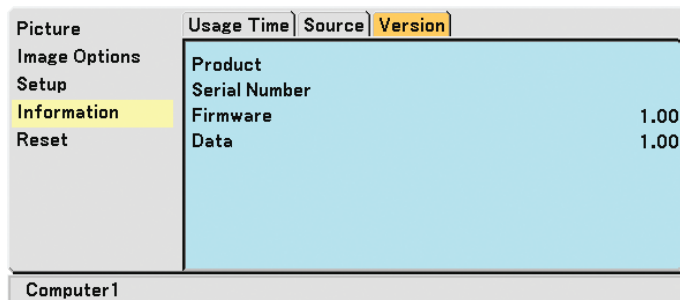 Picture
Image Options
Setup
Information
Reset
Usage Time Source Version
Product
Serial Number
Firmware 1.00
Data 1.00
Computer1